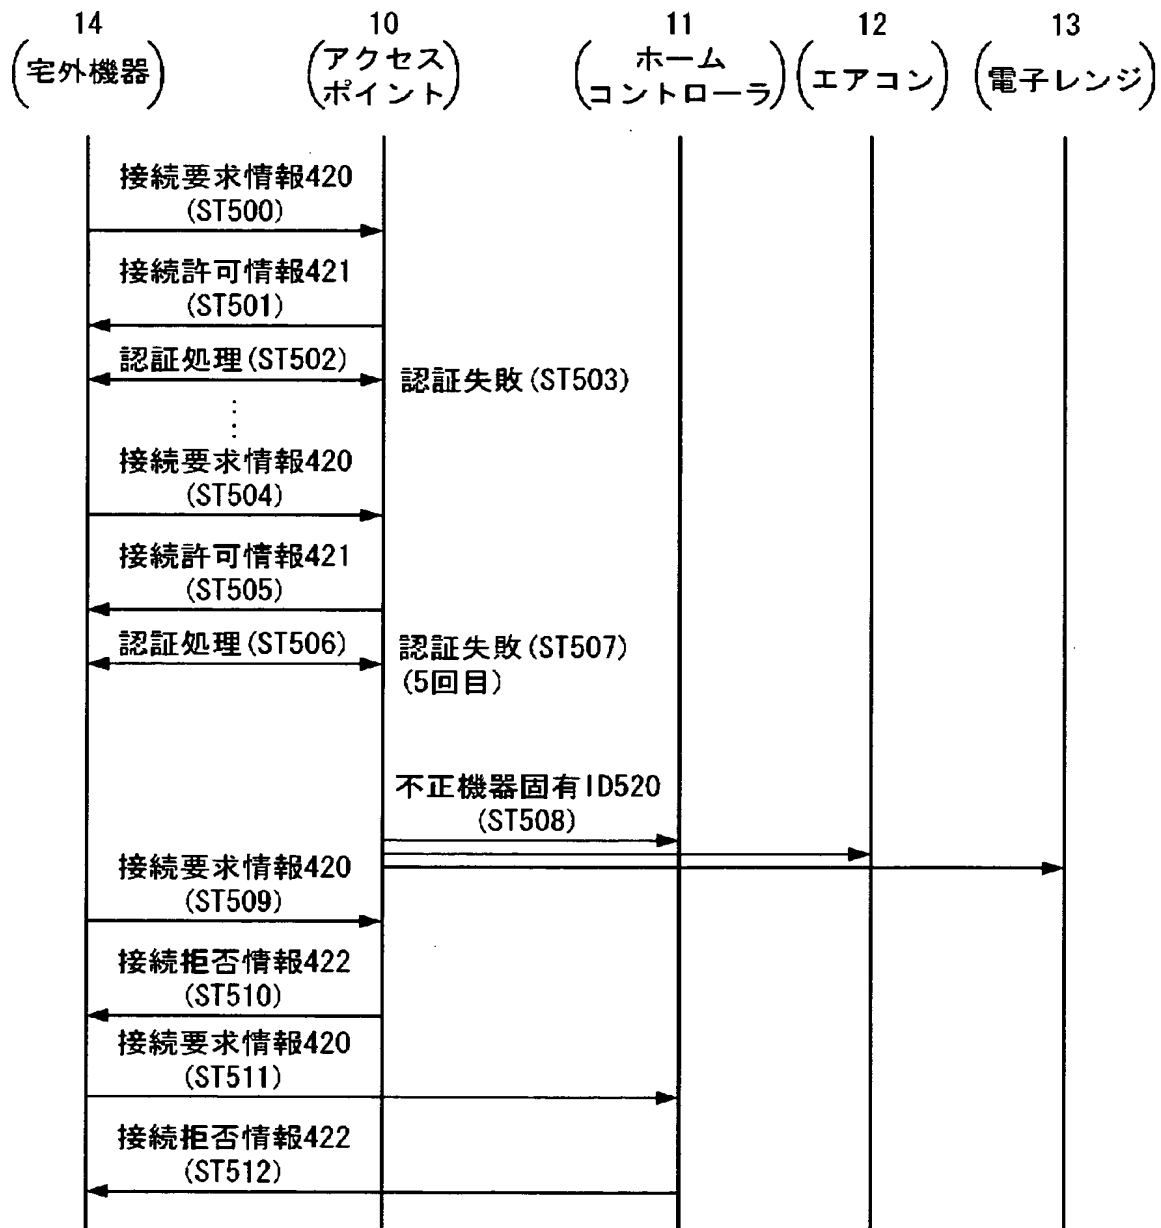 14
10
11
12
13
宅外機器
アクセス
ポイント
ホーム
コントローラ
エアコン
電子レンジ
接続要求情報420
(ST500)
接続許可情報421
(ST501)
認証処理(ST502)
認証失敗(ST503)
接続要求情報420
(ST504)
接続許可情報421
(ST505)
認証処理(ST506)
認証失敗(ST507)
(5回目)
不正機器固有ID520
(ST508)
接続要求情報420
(ST509)
接続拒否情報422
(ST510)
接続要求情報420
(ST511)
接続拒否情報422
(ST512)